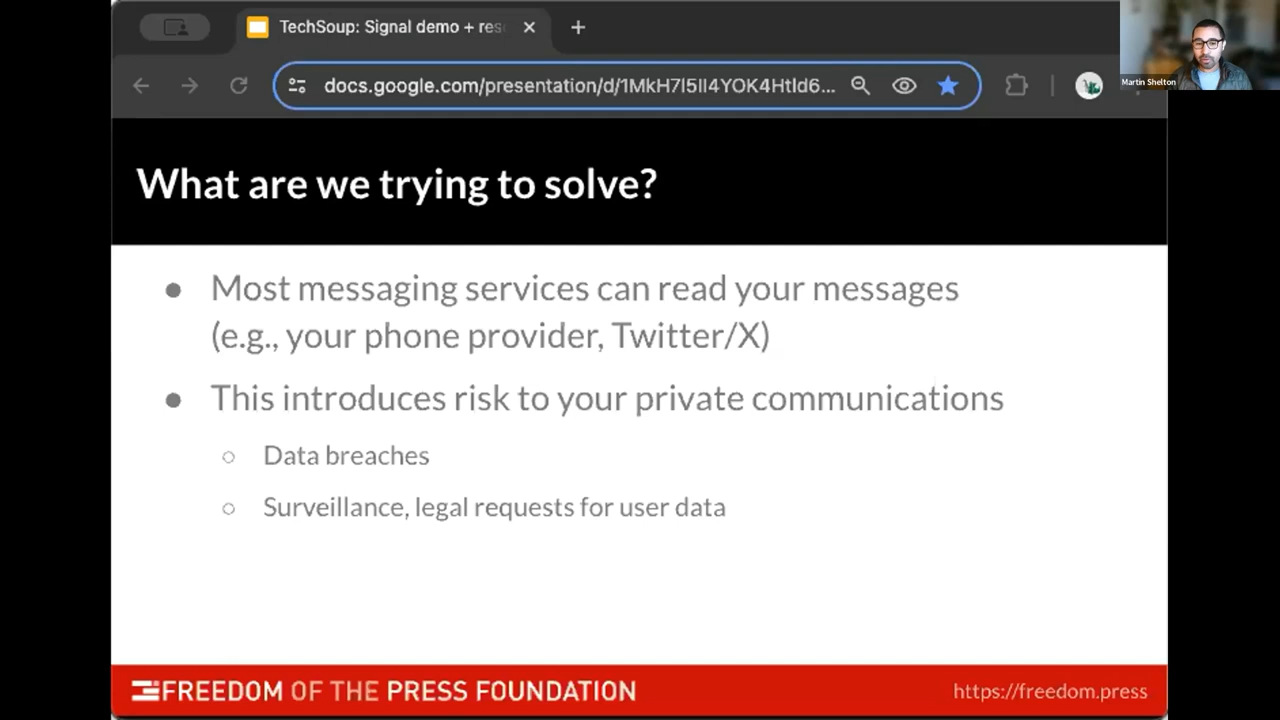 TechSoup: Signal demo + res
docs.google.com/presentation/d/1MkH7I5Il4YOK4HtId6...
Martin Shelton
What are we trying to solve?
● Most messaging services can read your messages
(e.g., your phone provider, Twitter/X)
● This introduces risk to your private communications
○ Data breaches
○ Surveillance, legal requests for user data
FREEDOM OF THE PRESS FOUNDATION
https://freedom.press